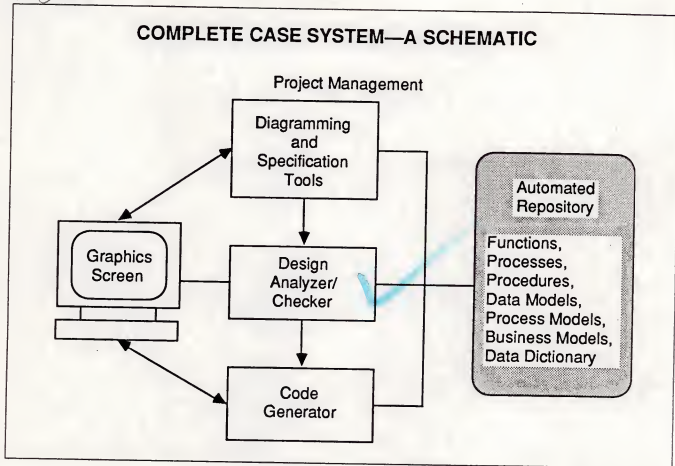 COMPLETE CASE SYSTEM—A SCHEMATIC
Project Management
Diagramming
and
Specification
Tools
Graphics
Screen
Design
Analyzer/
Checker
Code
Generator
Automated
Repository
Functions,
Processes,
Procedures,
Data Models,
Process Models,
Business Models,
Data Dictionary